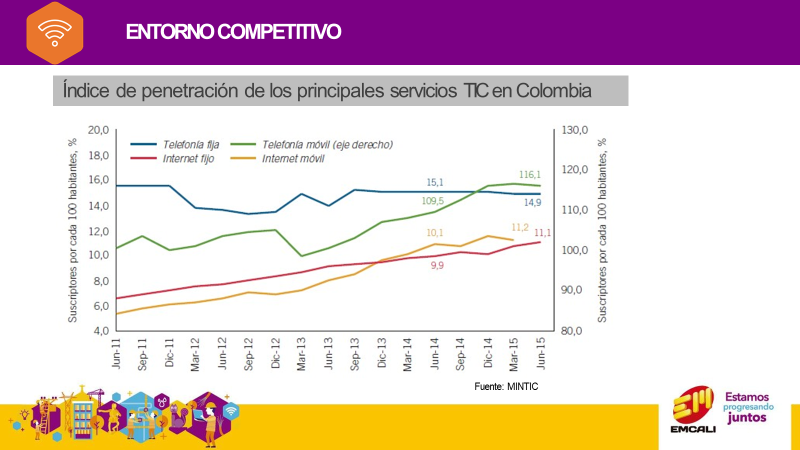 ENTORNO COMPETITIVO
Índice de penetración de los principales servicios TIC en Colombia
Suscriptores por cada 100 habitantes, %
20,0
18,0
16,0
14,0
12,0
10,0
8,0
6,0
4,0
Telefonía fija
Telefonía móvil (eje derecho)
Internet fijo
Internet móvil
15,1
109,5
10,1
9,9
116,1
14,9
11,2
11,1
130,0
120,0
110,0
100,0
90,0
80,0
Suscriptores por cada 100 habitantes, %
Jun-11
Sep-11
Dic-11
Mar-12
Jun-12
Sep-12
Dic-12
Mar-13
Jun-13
Sep-13
Dic-13
Mar-14
Jun-14
Sep-14
Dic-14
Mar-15
Jun-15
Fuente: MINTIC
EM
EMCALI
Estamos
progresando
juntos